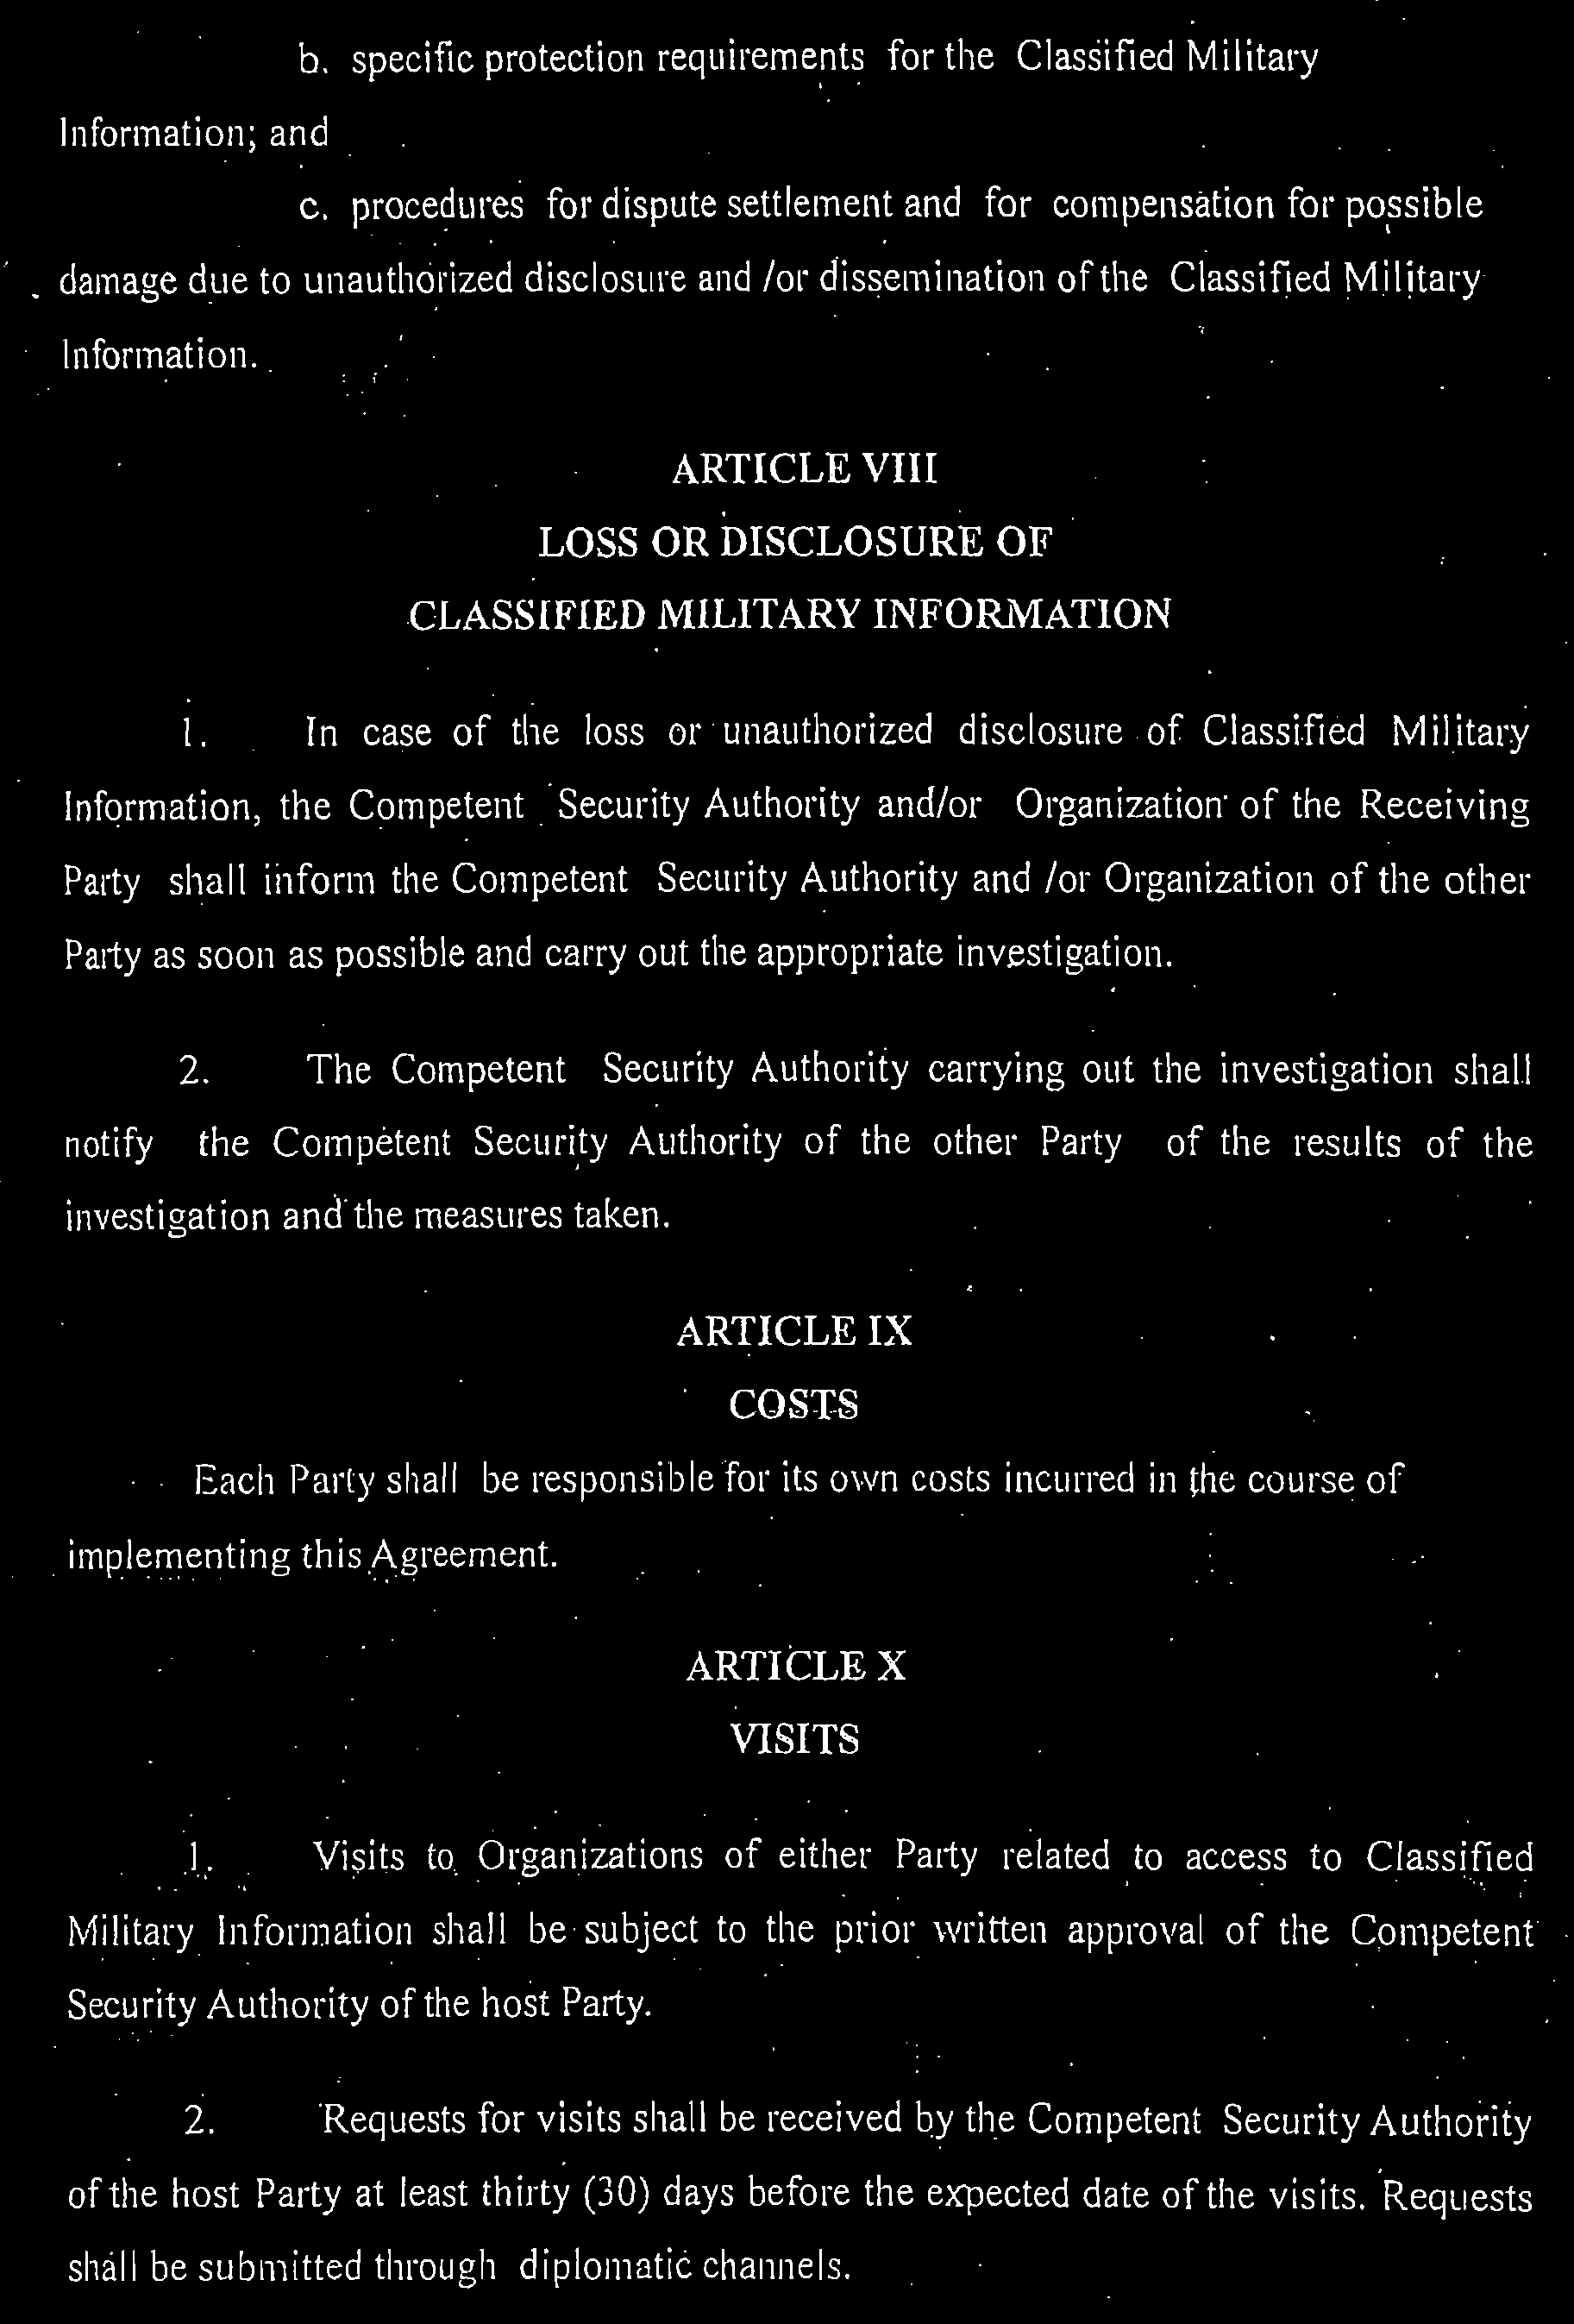 b. specific protection requirements for the Classified Military
Information; and
c. procedures for dispute settlement and for compensation for possible
damage due to unauthorized disclosure and /or dissemination of the Classified Military
Information.
ARTICLE VIII
LOSS OR DISCLOSURE OF
CLASSIFIED MILITARY INFORMATION
1. In case of the loss or unauthorized disclosure of Classified Military
Information, the Competent Security Authority and/or Organization of the Receiving
Party shall inform the Competent Security Authority and /or Organization of the other
Party as soon as possible and carry out the appropriate investigation.
2. The Competent Security Authority carrying out the investigation shall
notify the Competent Security Authority of the other Party of the results of the
investigation and the measures taken.
ARTICLE IX
COSTS
Each Party shall be responsible for its own costs incurred in the course of
implementing this Agreement.
ARTICLE X
VISITS
1. Visits to Organizations of either Party related to access to Classified
Military Information shall be subject to the prior written approval of the Competent
Security Authority of the host Party.
2. Requests for visits shall be received by the Competent Security Authority
of the host Party at least thirty (30) days before the expected date of the visits. Requests
shall be submitted through diplomatic channels.